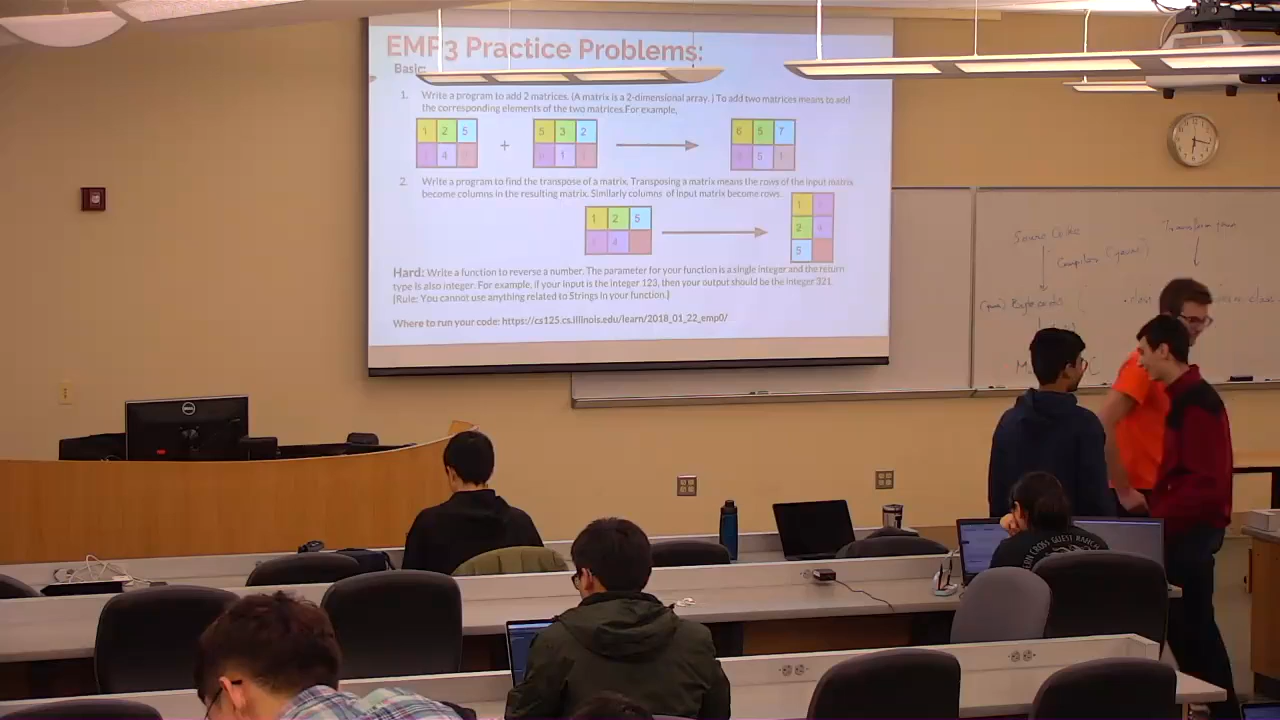 EMP3 Practice Problems:
Basic:
1. Write a program to add 2 matrices. (A matrix is a 2-dimensional array. ) To add two matrices means to add
the corresponding elements of the two matrices.For example,
1 2 5
4
+
5 3 2
1
6 5 7
5 1
2. Write a program to find the transpose of a matrix. Transposing a matrix means the rows of the input matrix
become columns in the resulting matrix. Similarly columns of input matrix become rows.
1 2 5
4
1
2 4
5
Hard: Write a function to reverse a number. The parameter for your function is a single integer and the return
type is also integer. For example, if your input is the integer 123, then your output should be the integer 321.
[Rule: You cannot use anything related to Strings in your function.]
Where to run your code: https://cs125.cs.illinois.edu/learn/2018_01_22_emp0/
Source Code
Compiler
DELL
GUEST RANCH